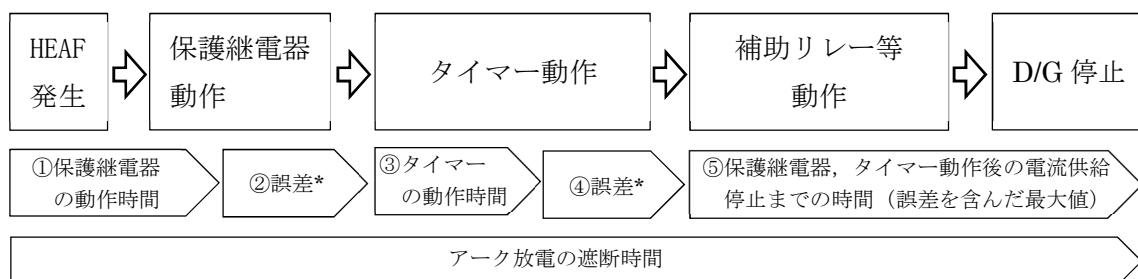 HEAF
発生
保護継電器
動作
タイマー動作
補助リレー等
動作
D/G 停止
①保護継電器
の動作時間
②誤差*
③タイマー
の動作時間
④誤差*
⑤保護継電器,タイマー動作後の電流供給
停止までの時間(誤差を含んだ最大値)
アーク放電の遮断時間